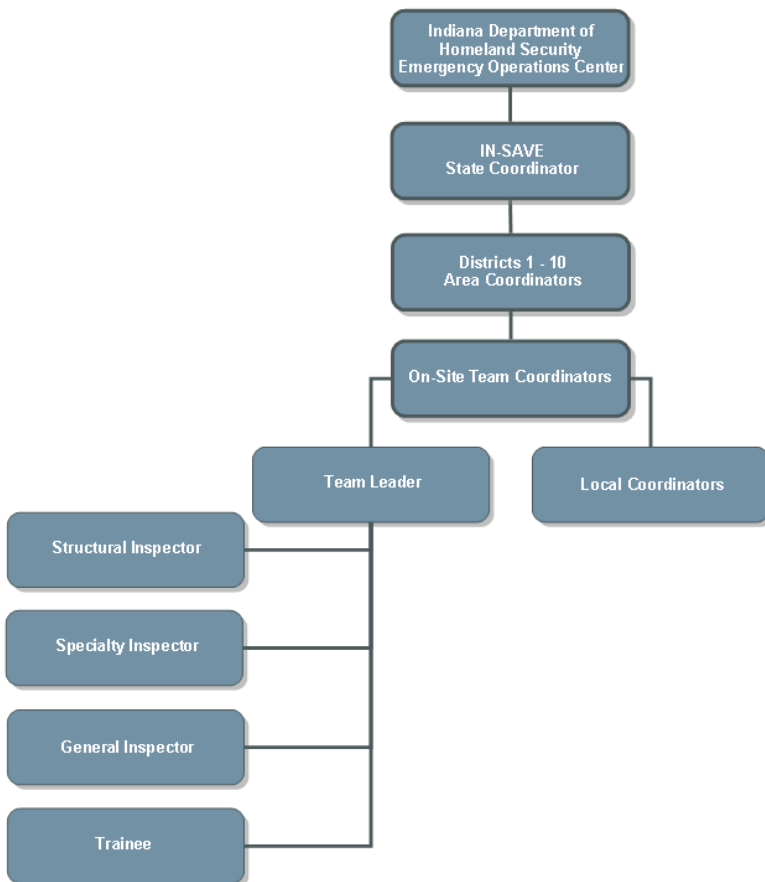 Indiana Department of
Homeland Security
Emergency Operations Center
IN-SAVE
State Coordinator
Districts 1 - 10
Area Coordinators
On-Site Team Coordinators
Team Leader
Local Coordinators
Structural Inspector
Specialty Inspector
General Inspector
Trainee